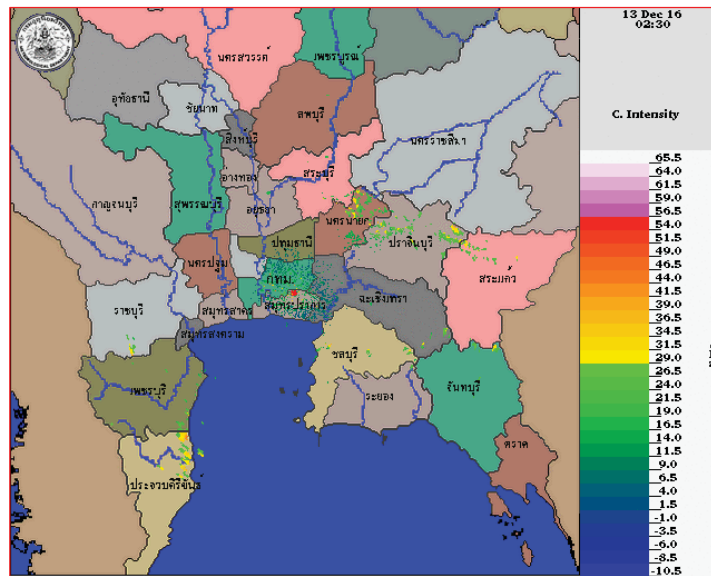 13 Dec 16
02:30
C. Intensity
นครสวรรค์
เพชรบูรณ์
อุทัยธานี
ชัยนาท
ลพบุรี
สิงห์บุรี
นครราชสีมา
อ่างทอง
สระบุรี
กาญจนบุรี
สุพรรณบุรี
อยุธยา
นครนายก
ปราจีนบุรี
ปทุมธานี
นครปฐม
กทม.
สระแก้ว
ฉะเชิงเทรา
ราชบุรี
สมุทรสาคร
สมุทรปราการ
สมุทรสงคราม
ชลบุรี
เพชรบุรี
ระยอง
จันทบุรี
ตราด
ประจวบคีรีขันธ์
65.5
64.0
61.5
59.0
56.5
54.0
51.5
49.0
46.5
44.0
41.5
39.0
36.5
34.5
31.5
29.0
26.5
24.0
21.5
19.0
16.5
14.0
11.5
9.0
6.5
4.0
1.5
-1.0
-3.5
-6.0
-8.0
-10.5